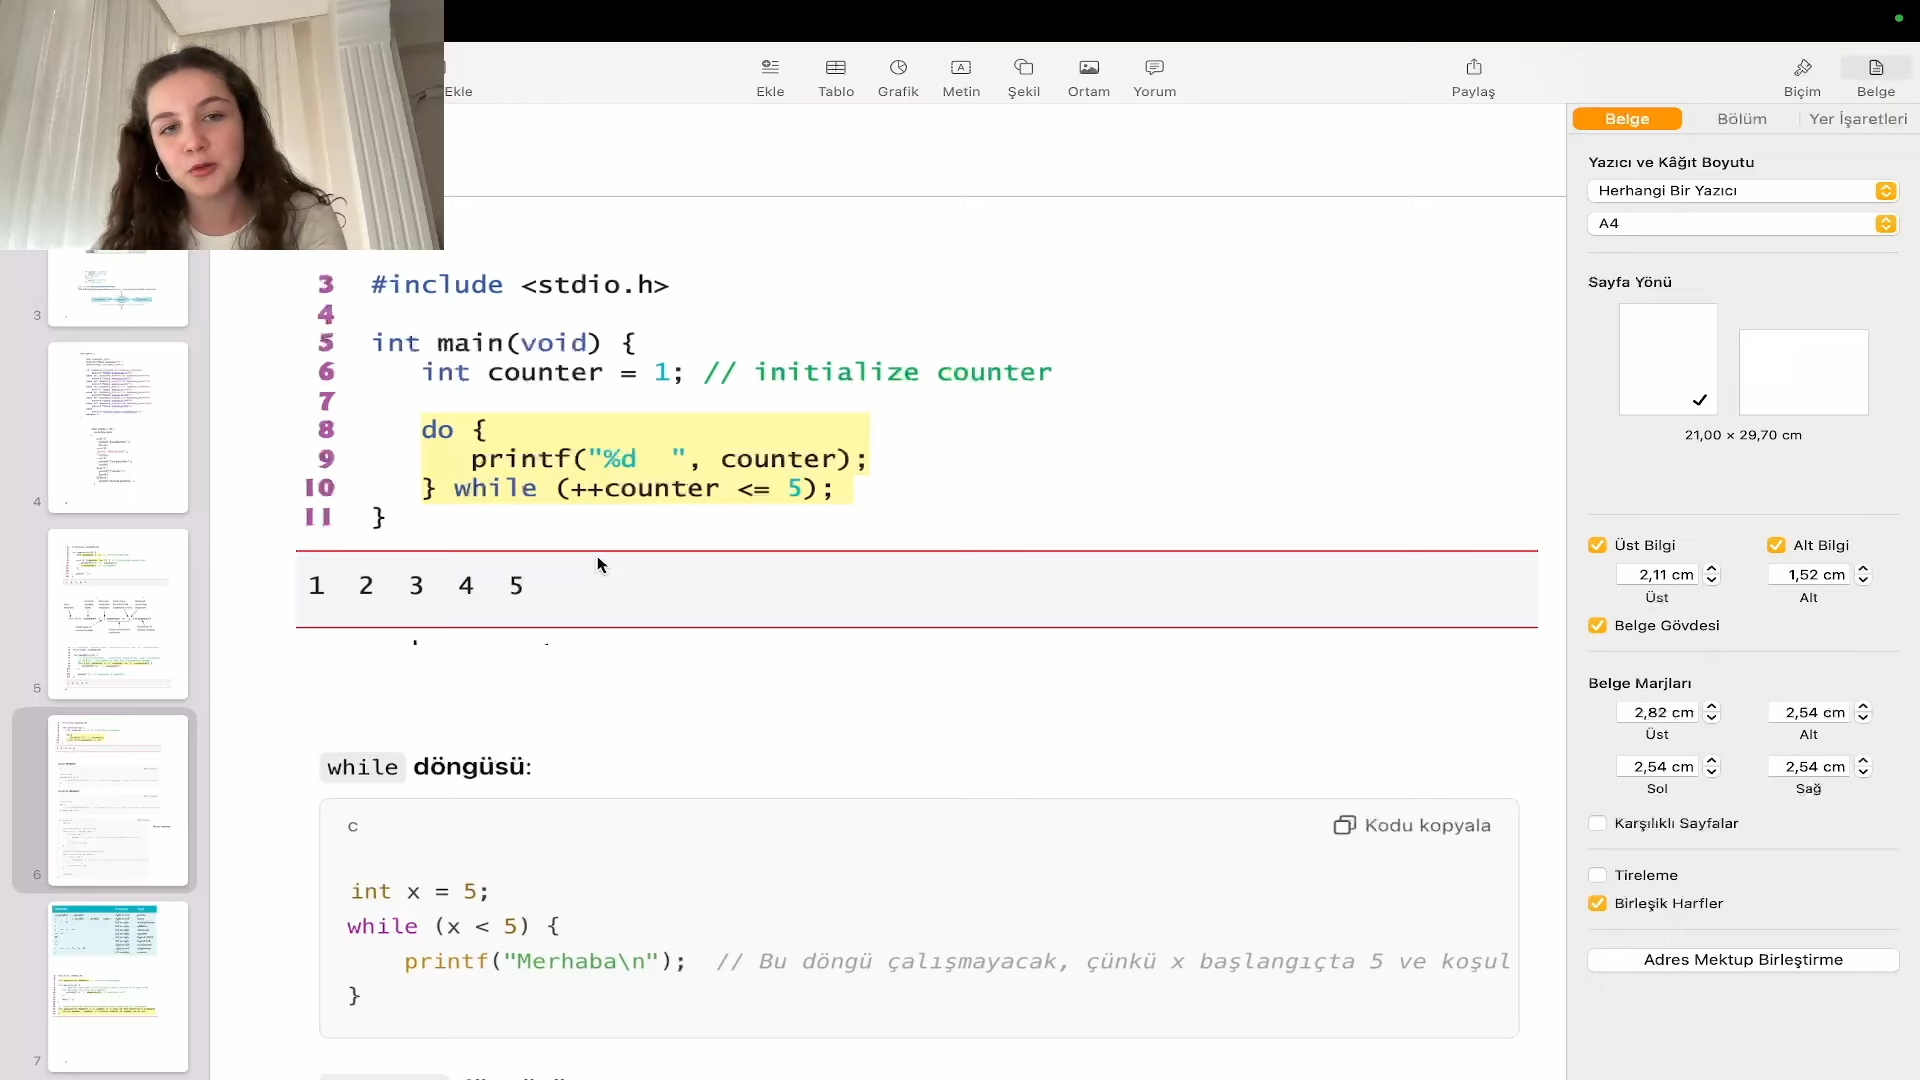 Ekle
Ekle
Tablo
Grafik
Metin
Şekil
Ortam
Yorum
Paylaş
Biçim
Belge
Belge
Bölüm
Yer İşaretleri
Yazıcı ve Kâğıt Boyutu
Herhangi Bir Yazıcı
A4
Sayfa Yönü
21,00 × 29,70 cm
Üst Bilgi
Alt Bilgi
2,11 cm
1,52 cm
Üst
Alt
Belge Gövdesi
Belge Marjları
2,82 cm
2,54 cm
Üst
Alt
2,54 cm
2,54 cm
Sol
Sağ
Karşılıklı Sayfalar
Tireleme
Birleşik Harfler
Adres Mektup Birleştirme
3
4
5
6
7
3 #include <stdio.h>
4
5 int main(void) {
6 int counter = 1; // initialize counter
7
8 do {
9 printf("%d  ", counter);
10 } while (++counter <= 5);
11 }
1 2 3 4 5
while döngüsü:
c
Kodu kopyala
int x = 5;
while (x < 5) {
printf("Merhaba\n"); // Bu döngü çalışmayacak, çünkü x başlangıçta 5 ve koşul
}